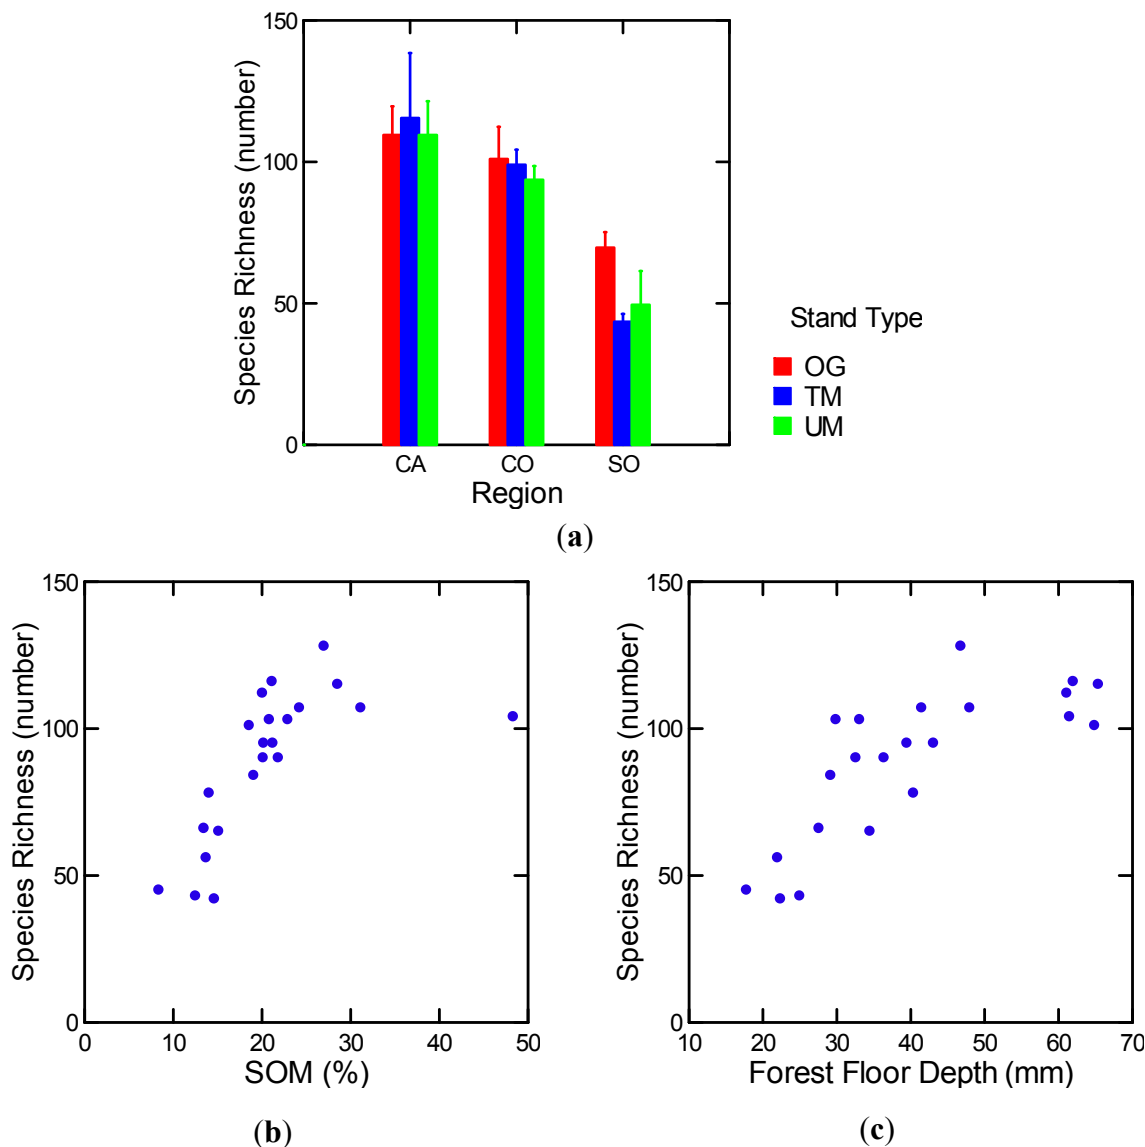 150
100
50
0
Species Richness (number)
CA CO SO
Region
Stand Type
OG
TM
UM
(a)
150
100
50
0
Species Richness (number)
0 10 20 30 40 50
SOM (%)
(b)
150
100
50
0
Species Richness (number)
10 20 30 40 50 60 70
Forest Floor Depth (mm)
(c)